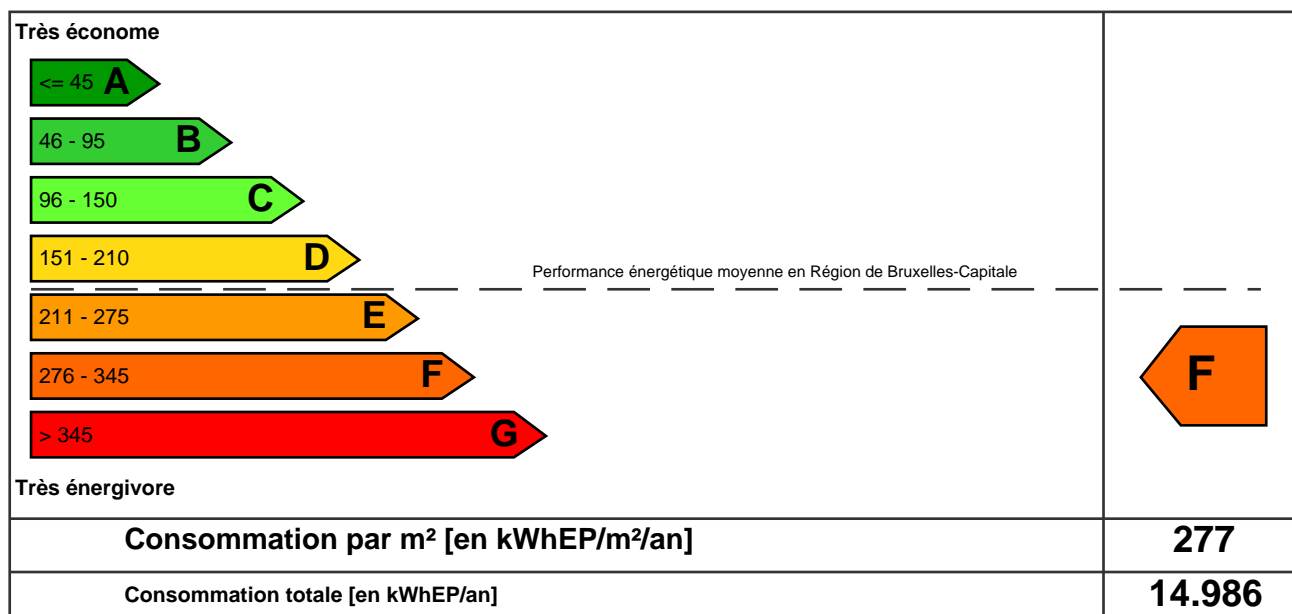 Très économe
<= 45 A
46 - 95 B
96 - 150 C
151 - 210 D
Performance énergétique moyenne en Région de Bruxelles-Capitale
211 - 275 E
276 - 345 F
F
> 345 G
Très énergivore
Consommation par m² [en kWhEP/m²/an] 277
Consommation totale [en kWhEP/an] 14.986